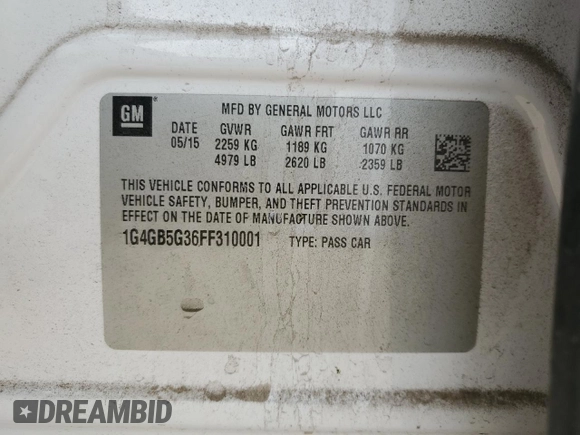 GM
®
MFD BY GENERAL MOTORS LLC
DATE GVWR GAWR FRT GAWR RR
05/15 2259 KG 1189 KG 1070 KG
4979 LB 2620 LB 2359 LB
THIS VEHICLE CONFORMS TO ALL APPLICABLE U.S. FEDERAL MOTOR
VEHICLE SAFETY, BUMPER, AND THEFT PREVENTION STANDARDS IN
EFFECT ON THE DATE OF MANUFACTURE SHOWN ABOVE.
1G4GB5G36FF310001 TYPE: PASS CAR
DREAMBID